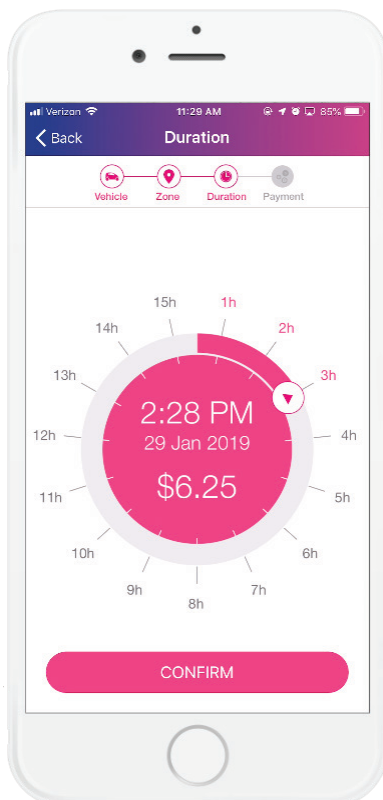 Verizon 11:29 AM 85%
Back Duration
Vehicle Zone Duration Payment
15h 1h
14h 2h
13h 3h
12h 4h
11h 5h
10h 6h
9h 7h
8h
2:28 PM
29 Jan 2019
$6.25
CONFIRM